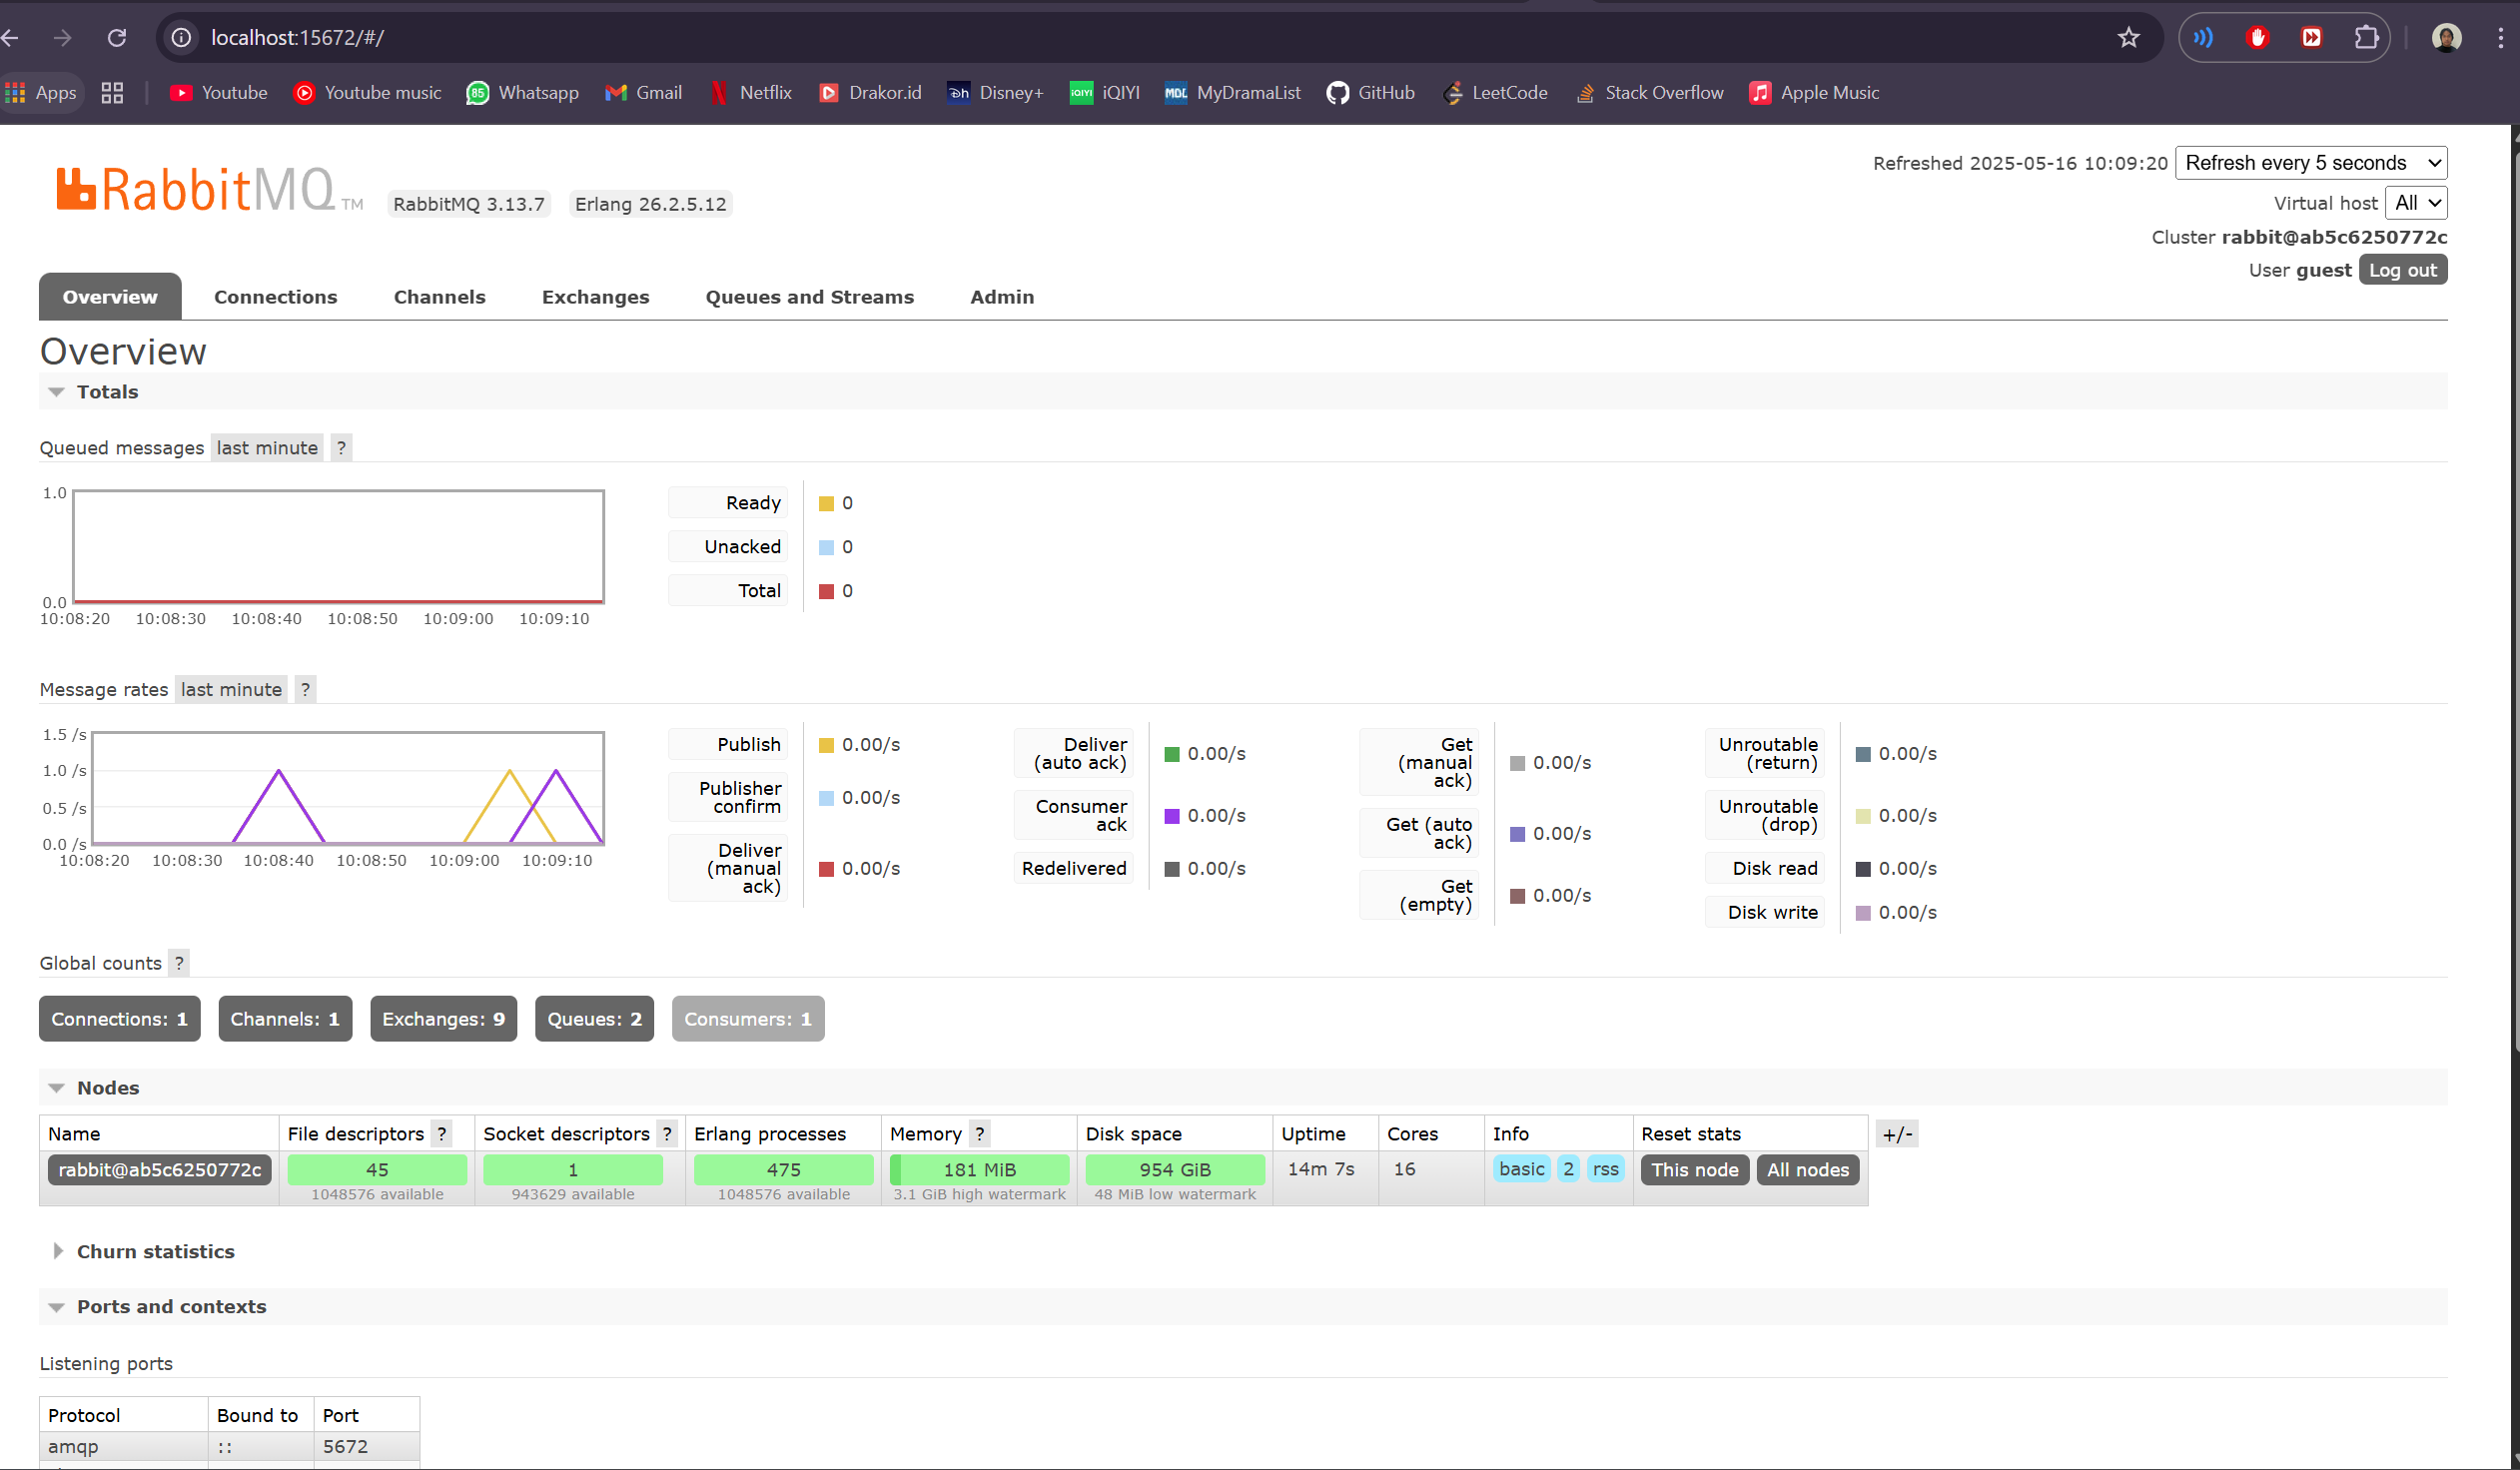 localhost:15672/#/
Apps Youtube Youtube music 85 Whatsapp Gmail Netflix Drakor.id Disney+ iQIYI MyDramaList GitHub LeetCode Stack Overflow Apple Music
RabbitMQ TM RabbitMQ 3.13.7 Erlang 26.2.5.12
Refreshed 2025-05-16 10:09:20 Refresh every 5 seconds
Virtual host All
Cluster rabbit@ab5c6250772c
User guest Log out
Overview Connections Channels Exchanges Queues and Streams Admin
Overview
Totals
Queued messages last minute ?
1.0
0.0
10:08:20 10:08:30 10:08:40 10:08:50 10:09:00 10:09:10
Ready 0
Unacked 0
Total 0
Message rates last minute ?
1.5 /s
1.0 /s
0.5 /s
0.0 /s
10:08:20 10:08:30 10:08:40 10:08:50 10:09:00 10:09:10
Publish 0.00/s
Publisher
confirm 0.00/s
Deliver
(manual
ack) 0.00/s
Deliver
(auto ack) 0.00/s
Consumer
ack 0.00/s
Redelivered 0.00/s
Get
(manual
ack) 0.00/s
Get (auto
ack) 0.00/s
Get
(empty) 0.00/s
Unroutable
(return) 0.00/s
Unroutable
(drop) 0.00/s
Disk read 0.00/s
Disk write 0.00/s
Global counts ?
Connections: 1 Channels: 1 Exchanges: 9 Queues: 2 Consumers: 1
Nodes
Name File descriptors ? Socket descriptors ? Erlang processes Memory ? Disk space Uptime Cores Info Reset stats +/-
rabbit@ab5c6250772c 45 1 475 181 MiB 954 GiB 14m 7s 16 basic 2 rss This node All nodes
1048576 available 943629 available 1048576 available 3.1 GiB high watermark 48 MiB low watermark
Churn statistics
Ports and contexts
Listening ports
Protocol Bound to Port
amqp :: 5672